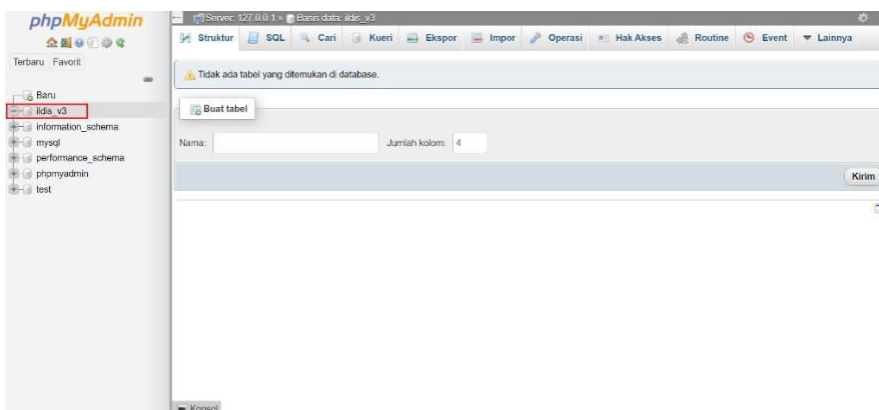 phpMyAdmin
Terbaru Favorit
Baru
ildis_v3
information_schema
mysql
performance_schema
phpmyadmin
test
Server: 127.0.0.1 » Basis data: ildis_v3
Struktur SQL Cari Kueri Ekspor Impor Operasi Hak Akses Routine Event Lainnya
Tidak ada tabel yang ditemukan di database.
Buat tabel
Nama: Jumlah kolom: 4
Kirim
Konsol